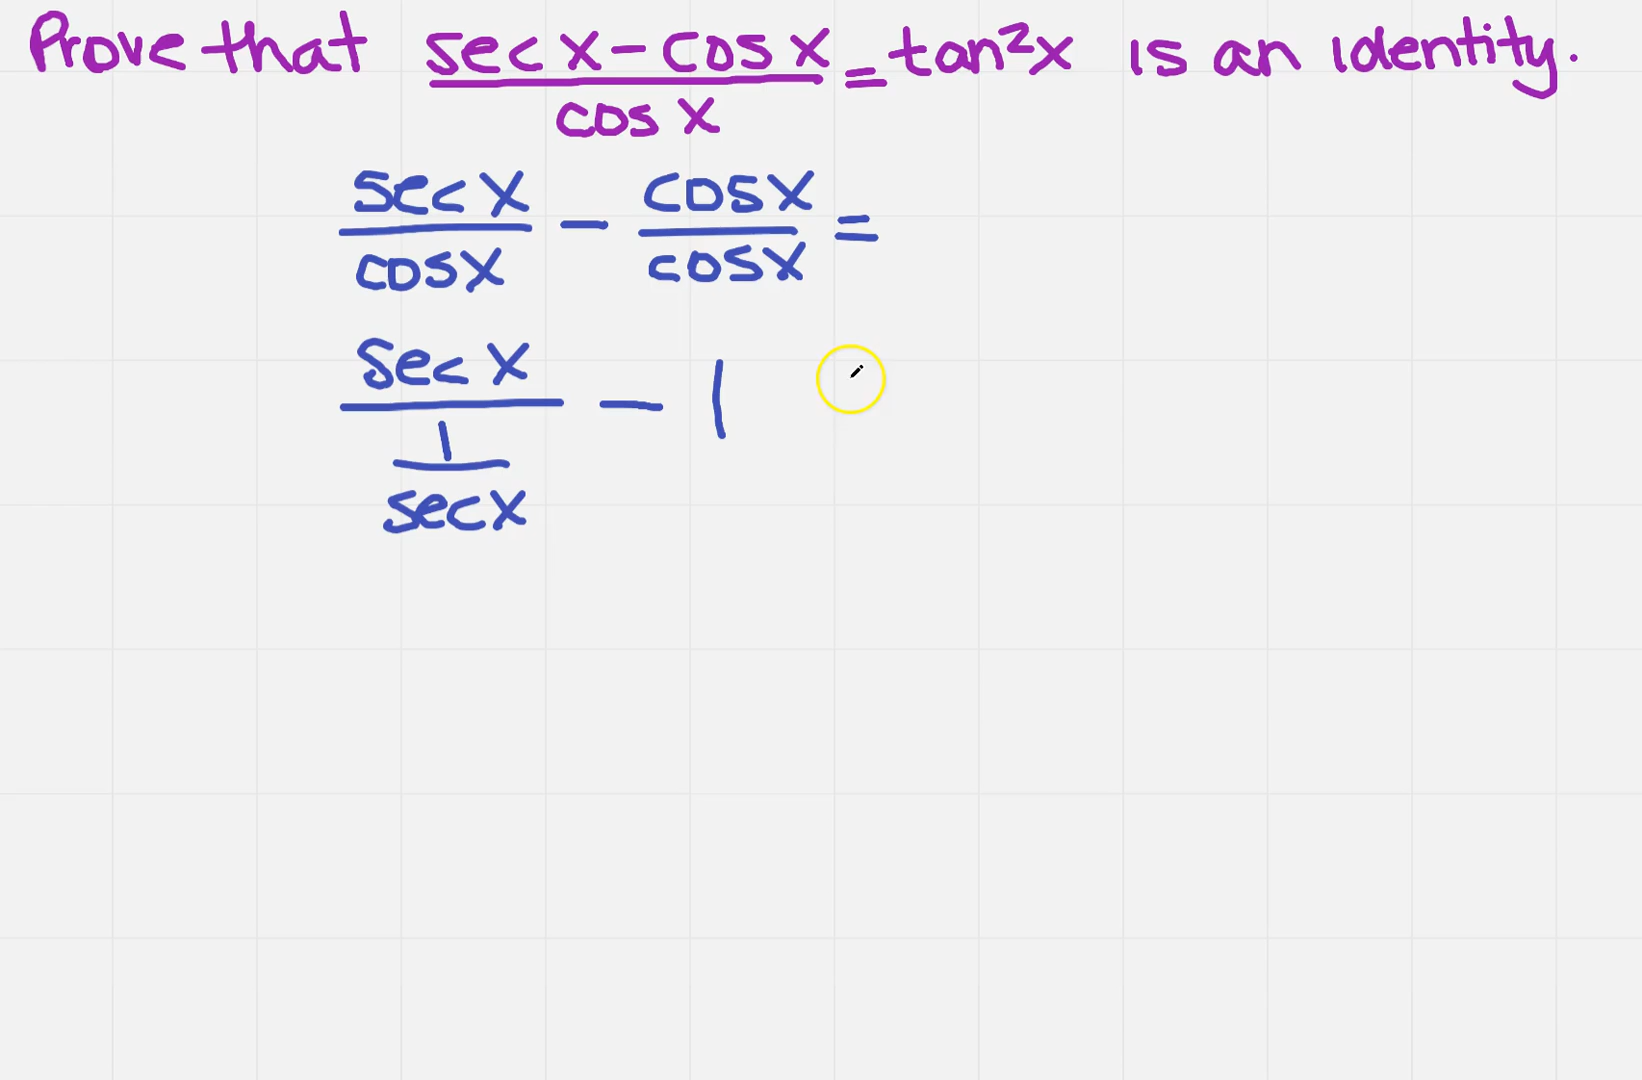 Prove that sec x - cos x / cos x = tan²x is an identity.
sec x / cos x - cos x / cos x =
sec x / 1 / sec x - 1